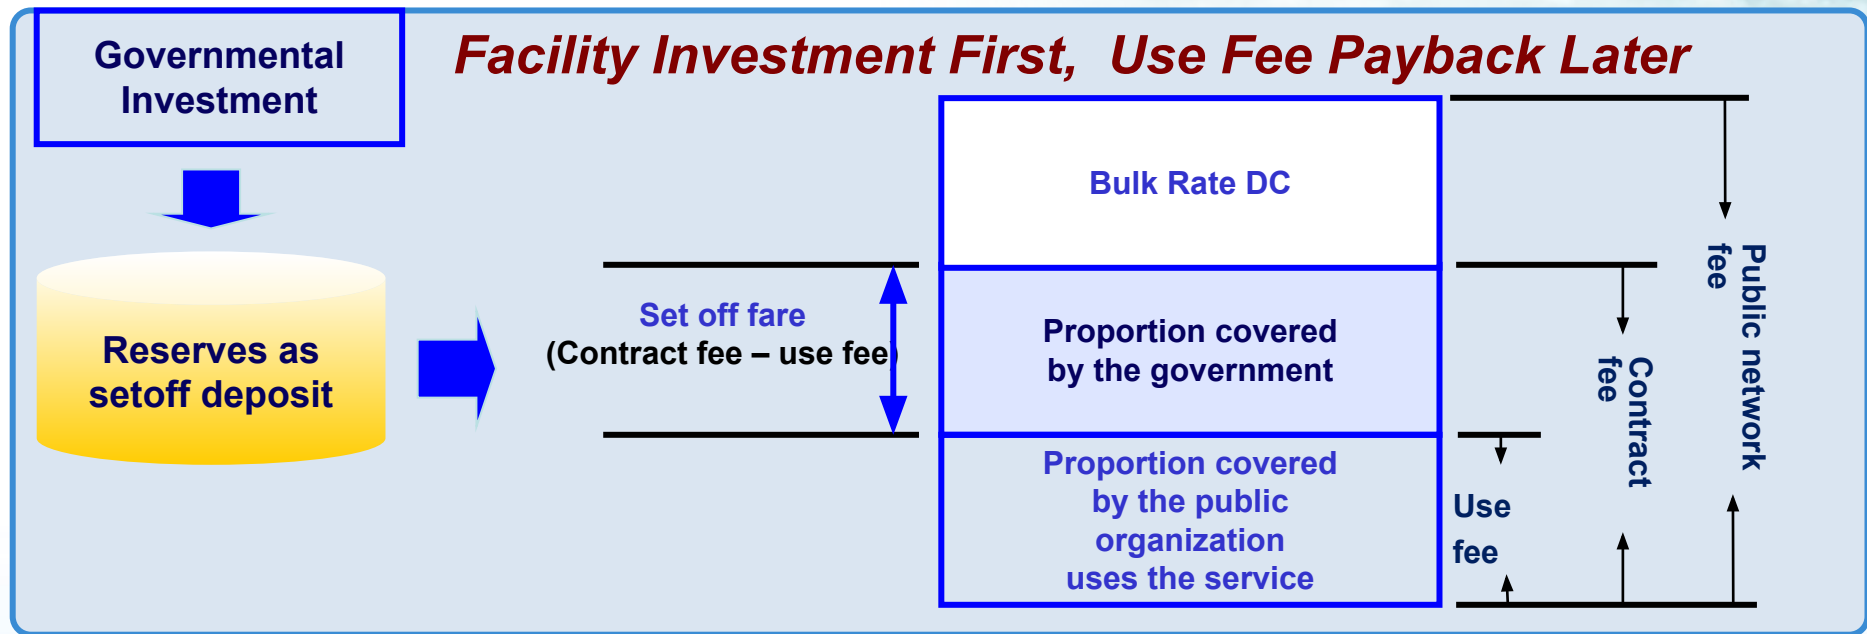 Governmental
Investment
Facility Investment First, Use Fee Payback Later
Bulk Rate DC
Reserves as
setoff deposit
Set off fare
(Contract fee – use fee)
Proportion covered
by the government
Proportion covered
by the public
organization
uses the service
Use
fee
Contract
fee
Public network
fee